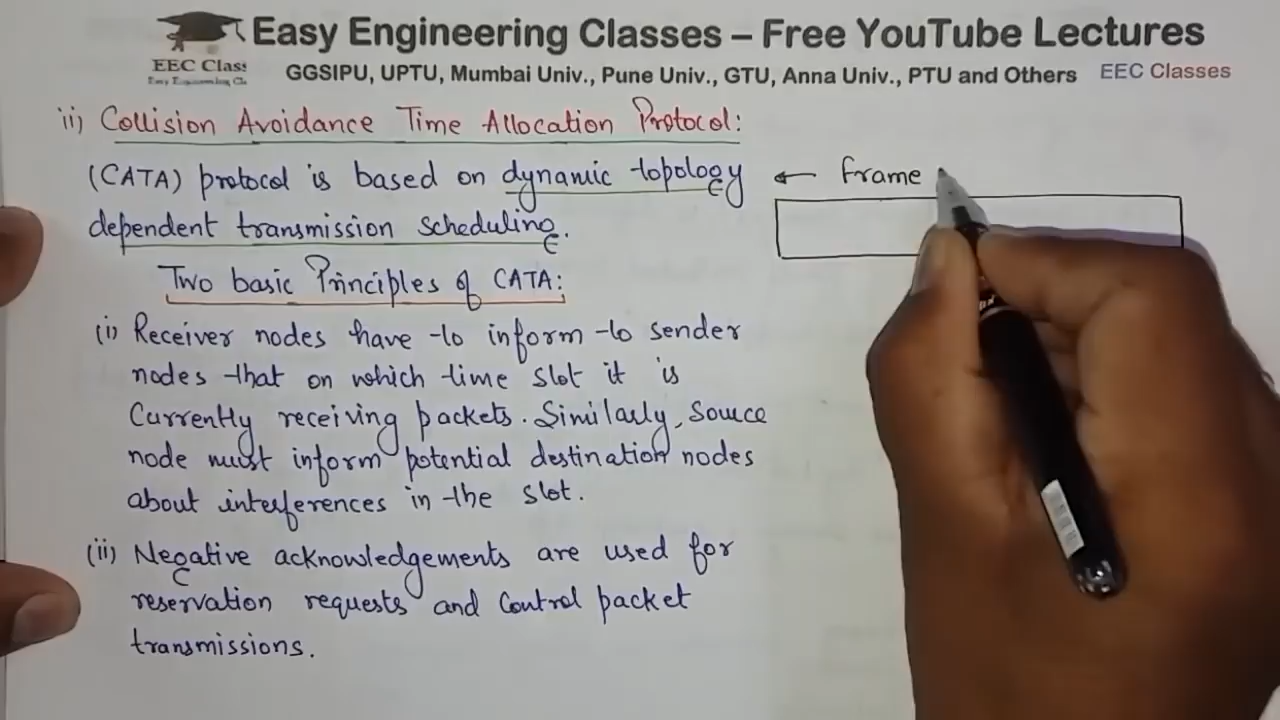 Easy Engineering Classes – Free YouTube Lectures
EEC Class
GGSIPU, UPTU, Mumbai Univ., Pune Univ., GTU, Anna Univ., PTU and Others EEC Classes
ii) Collision Avoidance Time Allocation Protocol:
(CATA) protocol is based on dynamic topology
dependent transmission scheduling.
← frame
Two basic Principles of CATA:
(i) Receiver nodes have to inform to sender
nodes that on which time slot it is
Currently receiving packets. Similarly, Source
node must inform potential destination nodes
about interferences in the slot.
(ii) Negative acknowledgements are used for
reservation requests and Control packet
transmissions.